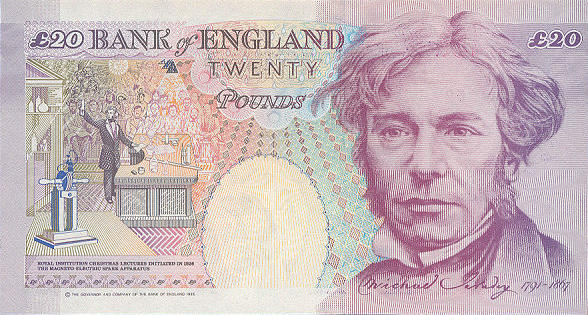 £20 BANK of ENGLAND £20
TWENTY
POUNDS
ROYAL INSTITUTION CHRISTMAS LECTURES INITIATED IN 1826
THE MAGNETO ELECTRIC SPARK APPARATUS
Michael Faraday 1791-1867
© THE GOVERNOR AND COMPANY OF THE BANK OF ENGLAND